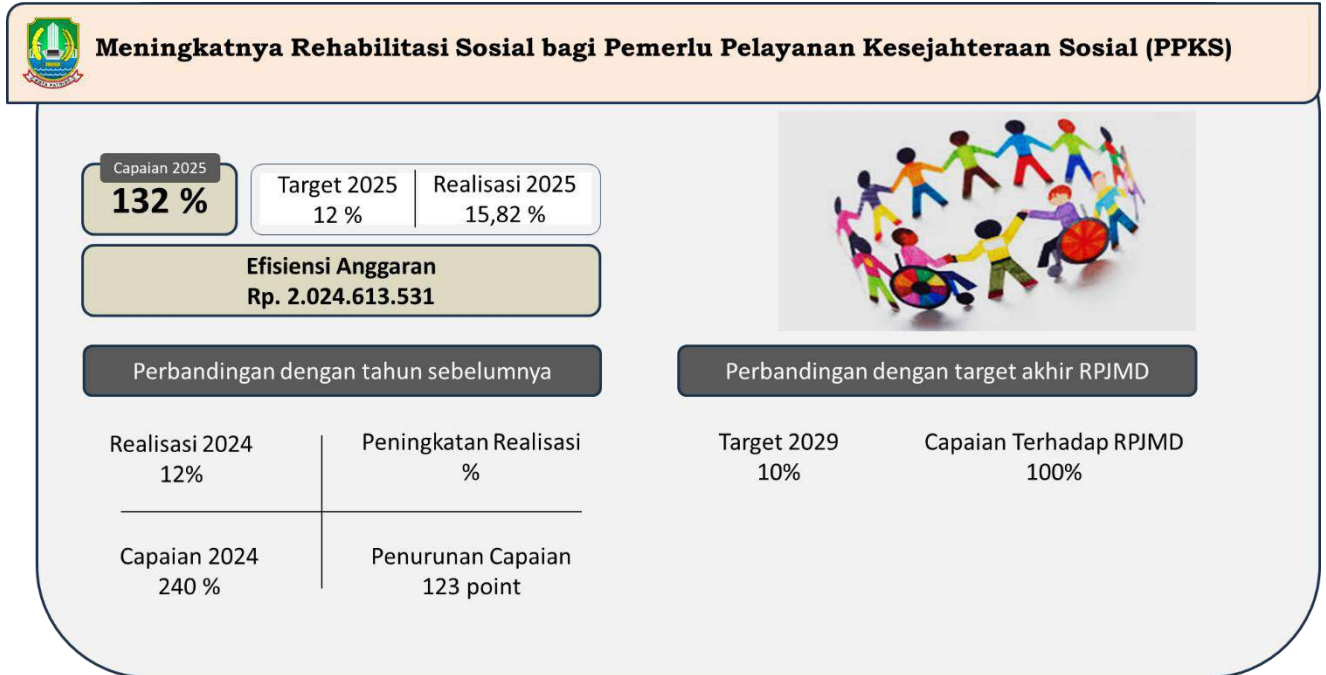 Meningkatnya Rehabilitasi Sosial bagi Pemerlu Pelayanan Kesejahteraan Sosial (PPKS)
Capaian 2025
132 %
Target 2025
12 %
Realisasi 2025
15,82 %
Efisiensi Anggaran
Rp. 2.024.613.531
Perbandingan dengan tahun sebelumnya
Realisasi 2024
12%
Peningkatan Realisasi
%
Capaian 2024
240 %
Penurunan Capaian
123 point
Perbandingan dengan target akhir RPJMD
Target 2029
10%
Capaian Terhadap RPJMD
100%